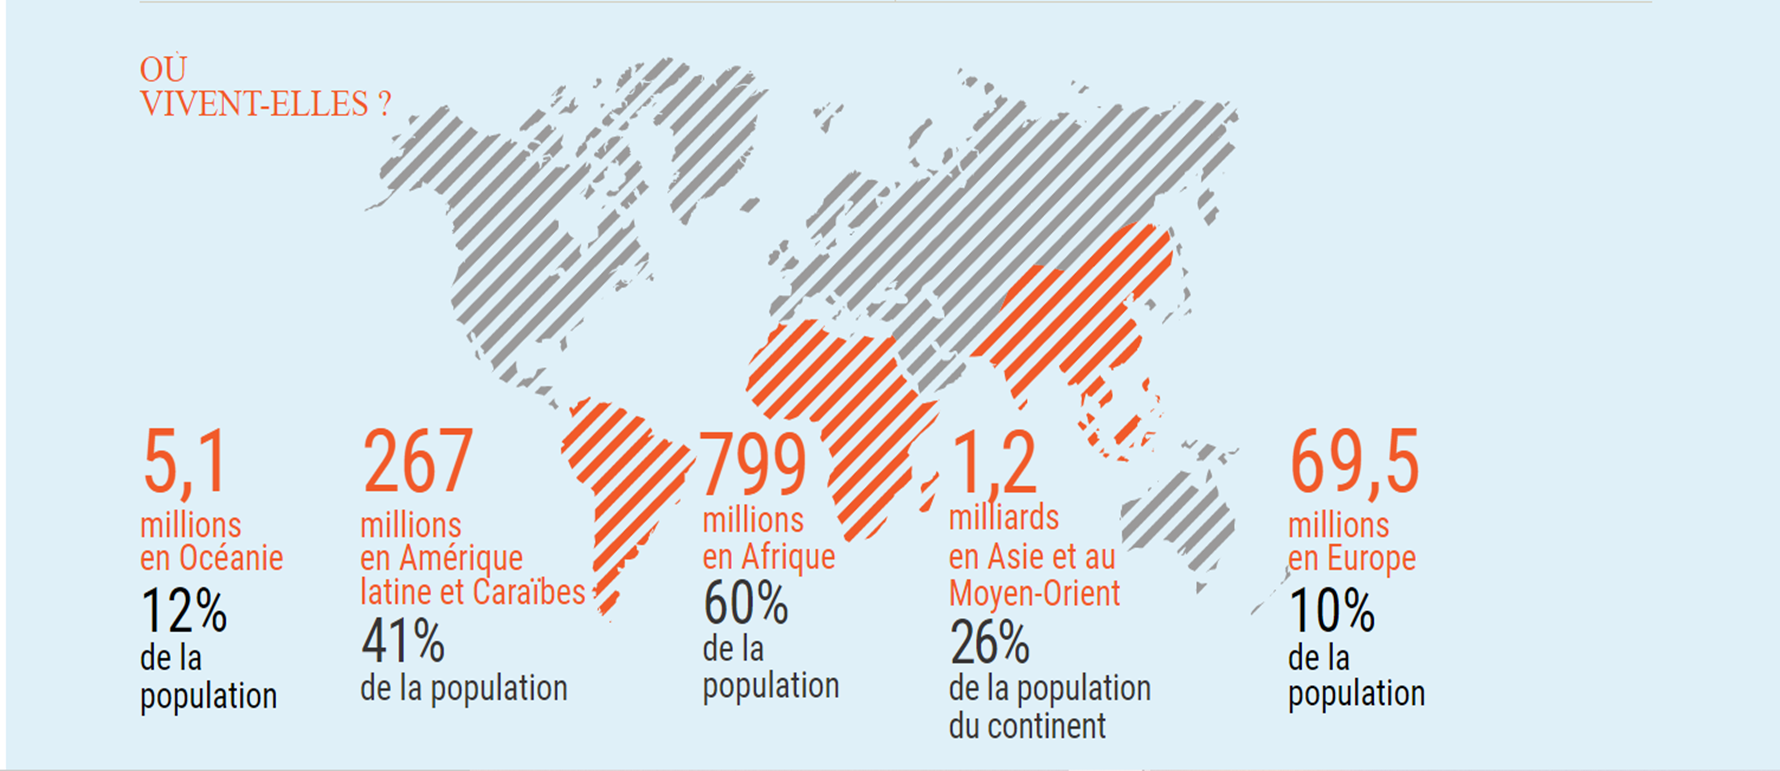 OÙ
VIVENT-ELLES ?
5,1
millions
en Océanie
12%
de la
population
267
millions
en Amérique
latine et Caraïbes
41%
de la population
799
millions
en Afrique
60%
de la
population
1,2
milliards
en Asie et au
Moyen-Orient
26%
de la population
du continent
69,5
millions
en Europe
10%
de la
population